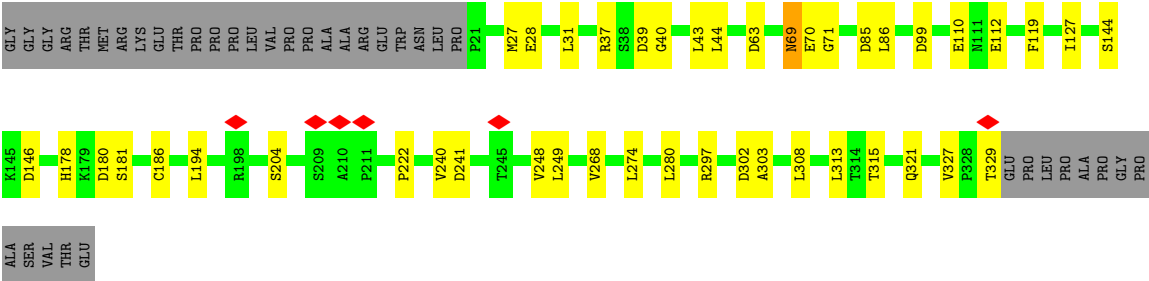 GLY GLY GLY ARG THR MET ARG LYS GLU THR PRO PRO PRO LEU VAL PRO PRO ALA ALA ARG GLU TRP ASN LEU PRO P21 M27 E28 L31 R37 S38 D39 G40 L43 L44 D63 N69 E70 G71 D85 L86 D99 E110 N111 E112 F119 I127 S144
K145 D146 H178 K179 D180 S181 C186 L194 R198 S204 S209 A210 P211 P222 V240 D241 T245 V248 L249 V268 L274 L280 R297 D302 A303 L308 L313 T314 T315 Q321 V327 P328 T329 GLU PRO LEU PRO ALA PRO GLY PRO
ALA SER VAL THR GLU